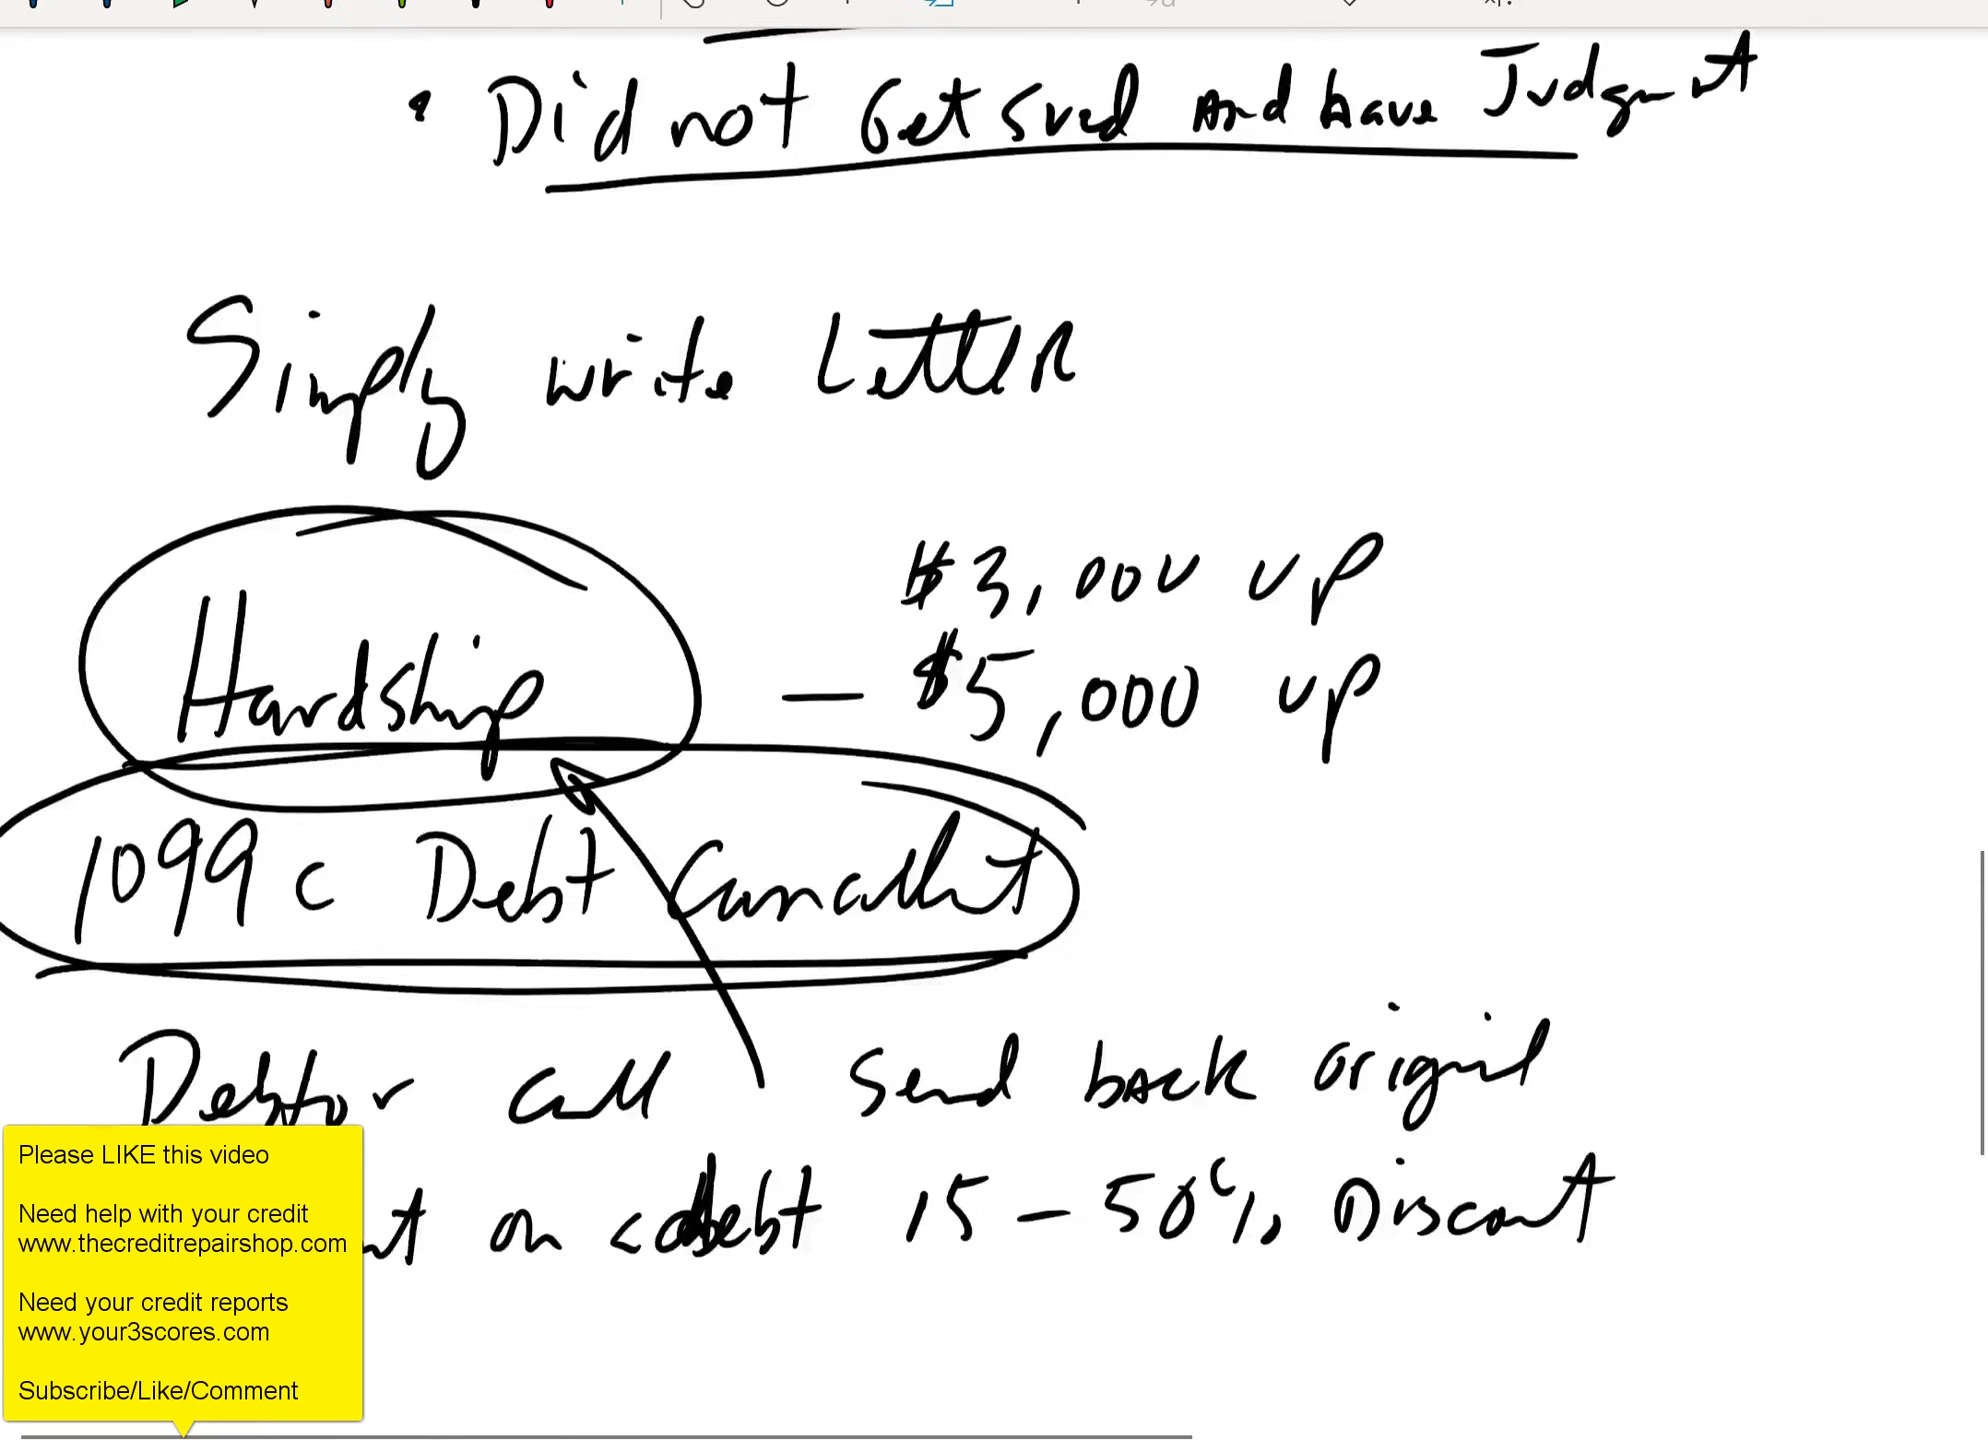 • Did not Get Sued And have Judgment
Simply write Letter
$3,000 up
Hardship — $5,000 up
1099 c Debt
Debtor call send back original
on debt 15 - 50% Discount
Please LIKE this video
Need help with your credit
www.thecreditrepairshop.com
Need your credit reports
www.your3scores.com
Subscribe/Like/Comment